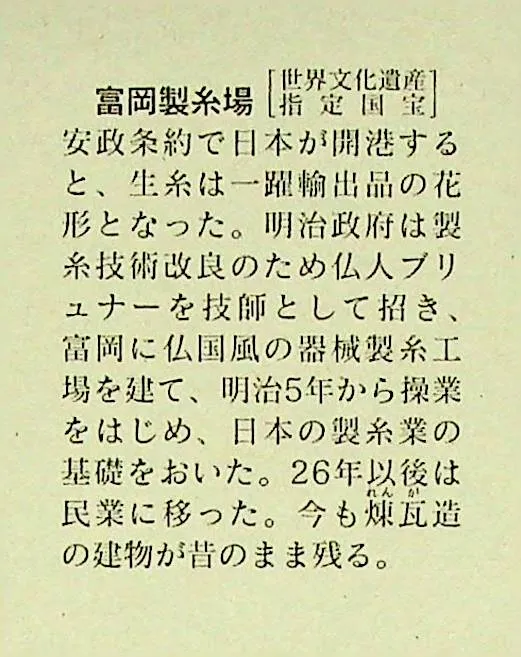 富岡製糸場[世界文化遺産
指定国宝]
安政条約で日本が開港する
と、生糸は一躍輸出品の花
形となった。明治政府は製
糸技術改良のため仏人ブリ
ュナーを技師として招き、
富岡に仏国風の器械製糸工
場を建て、明治5年から操業
をはじめ、日本の製糸業の
基礎をおいた。26年以後は
れんが
民業に移った。今も煉瓦造
の建物が昔のまま残る。